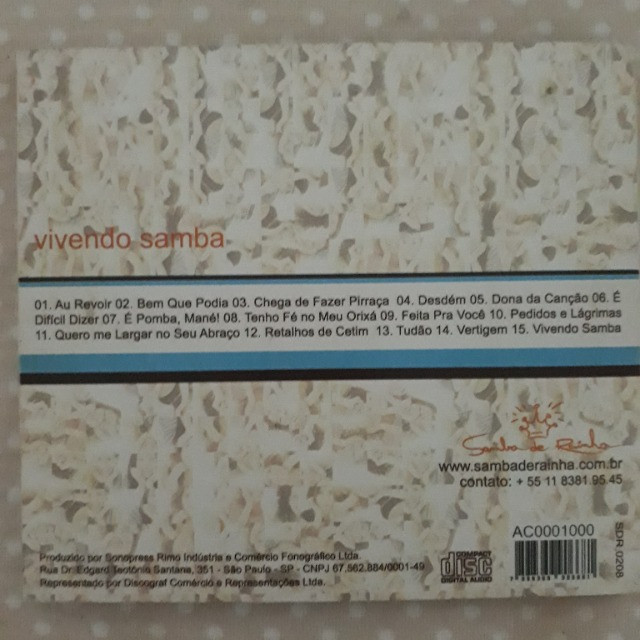 vivendo samba
01. Au Revoir 02. Bem Que Podia 03. Chega de Fazer Pirraça 04. Desdém 05. Dona da Canção 06. É
Difícil Dizer 07. É Pomba, Mané! 08. Tenho Fé no Meu Orixá 09. Feita Pra Você 10. Pedidos e Lágrimas
11. Quero me Largar no Seu Abraço 12. Retalhos de Cetim 13. Tudão 14. Vertigem 15. Vivendo Samba
Samba de Rainha
www.sambaderainha.com.br
contato: + 55 11 8381.95.45
AC0001000
SDR 0208
Produzido por Sonopress Rimo Indústria e Comércio Fonográfico Ltda.
Rua Dr. Edgard Teotônio Santana, 351 - São Paulo - SP - CNPJ 67.562.884/0001-49
Representado por Discograf Comércio e Representações Ltda.
COMPACT
disc
DIGITAL AUDIO